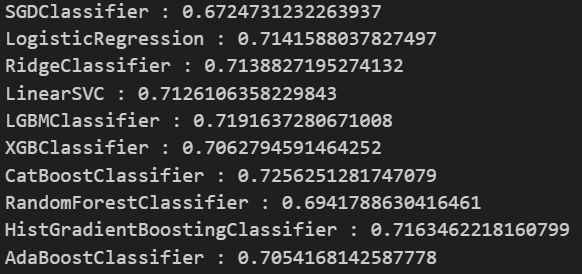 SGDClassifier : 0.6724731232263937
LogisticRegression : 0.7141588037827497
RidgeClassifier : 0.7138827195274132
LinearSVC : 0.7126106358229843
LGBMClassifier : 0.7191637280671008
XGBClassifier : 0.7062794591464252
CatBoostClassifier : 0.7256251281747079
RandomForestClassifier : 0.6941788630416461
HistGradientBoostingClassifier : 0.7163462218160799
AdaBoostClassifier : 0.7054168142587778